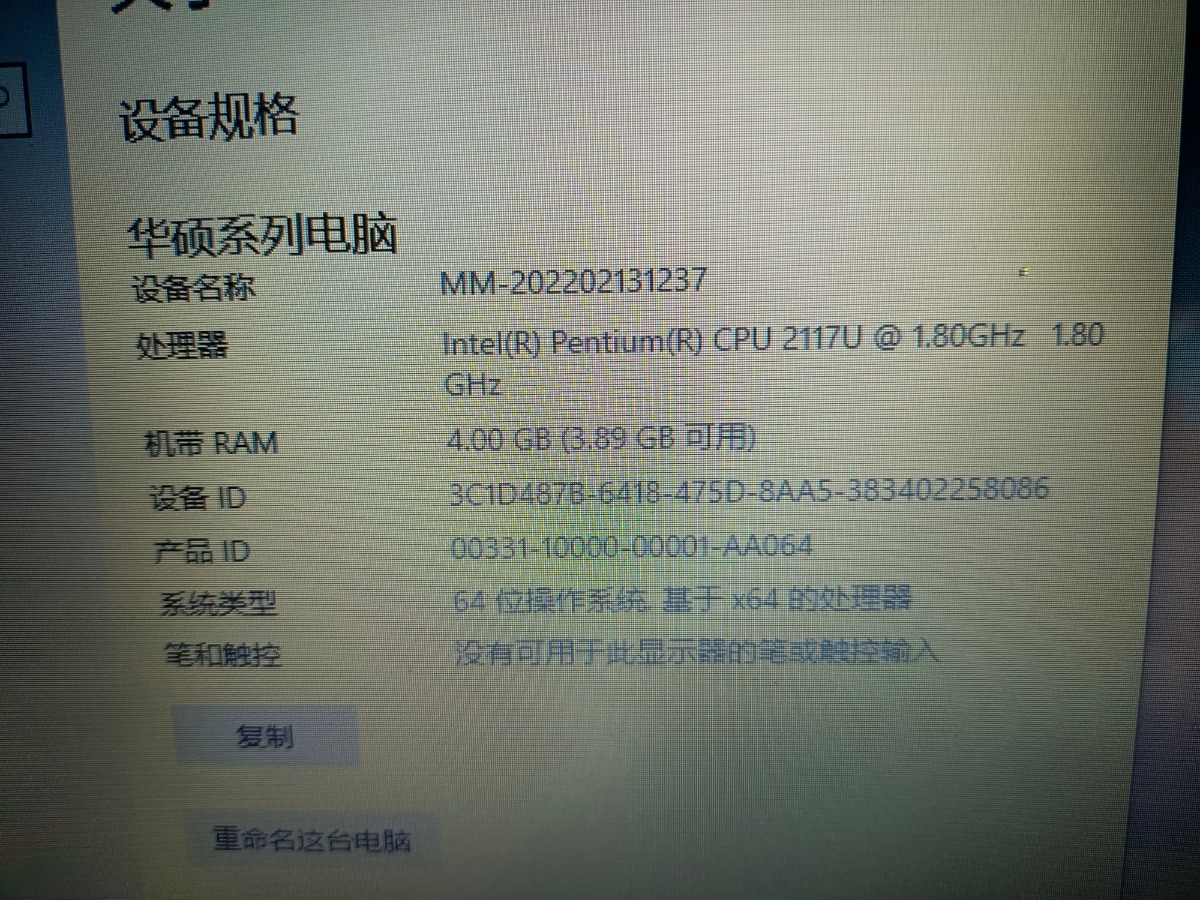 设备规格
华硕系列电脑
设备名称 MM-202202131237
处理器 Intel(R) Pentium(R) CPU 2117U @ 1.80GHz 1.80
GHz
机带 RAM 4.00 GB (3.89 GB 可用)
设备 ID 3C1D487B-6418-475D-8AA5-383402258086
产品 ID 00331-10000-00001-AA064
系统类型 64 位操作系统, 基于 x64 的处理器
笔和触控 没有可用于此显示器的笔或触控输入
复制
重命名这台电脑